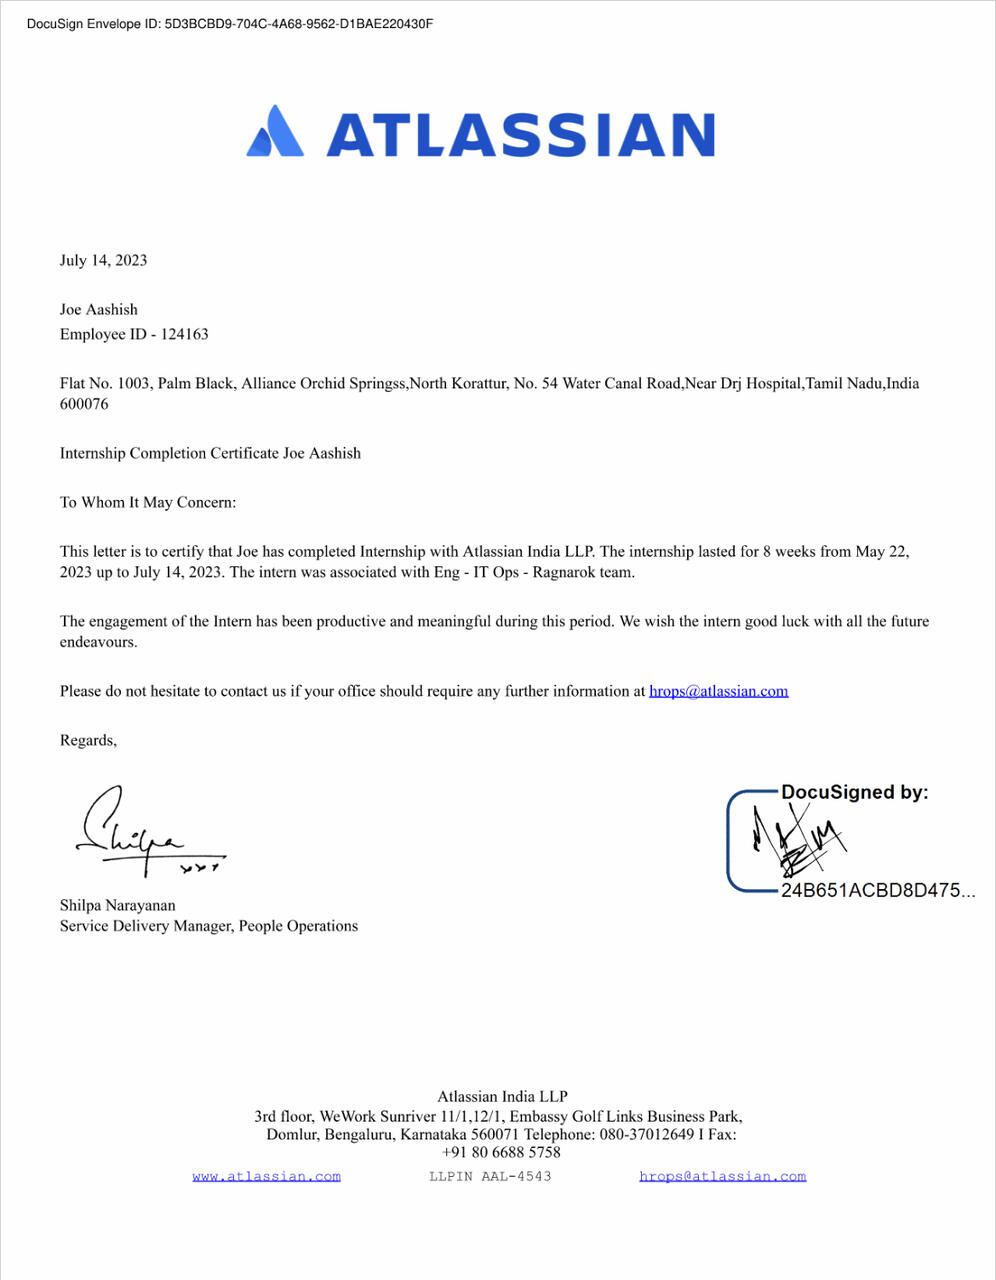 DocuSign Envelope ID: 5D3BCBD9-704C-4A68-9562-D1BAE220430F
ATLASSIAN
July 14, 2023
Joe Aashish
Employee ID - 124163
Flat No. 1003, Palm Black, Alliance Orchid Springss,North Korattur, No. 54 Water Canal Road,Near Drj Hospital,Tamil Nadu,India
600076
Internship Completion Certificate Joe Aashish
To Whom It May Concern:
This letter is to certify that Joe has completed Internship with Atlassian India LLP. The internship lasted for 8 weeks from May 22,
2023 up to July 14, 2023. The intern was associated with Eng - IT Ops - Ragnarok team.
The engagement of the Intern has been productive and meaningful during this period. We wish the intern good luck with all the future
endeavours.
Please do not hesitate to contact us if your office should require any further information at hrops@atlassian.com
Regards,
Shilpa
DocuSigned by:
24B651ACBD8D475...
Shilpa Narayanan
Service Delivery Manager, People Operations
Atlassian India LLP
3rd floor, WeWork Sunriver 11/1,12/1, Embassy Golf Links Business Park,
Domlur, Bengaluru, Karnataka 560071 Telephone: 080-37012649 I Fax:
+91 80 6688 5758
www.atlassian.com LLPIN AAL-4543 hrops@atlassian.com